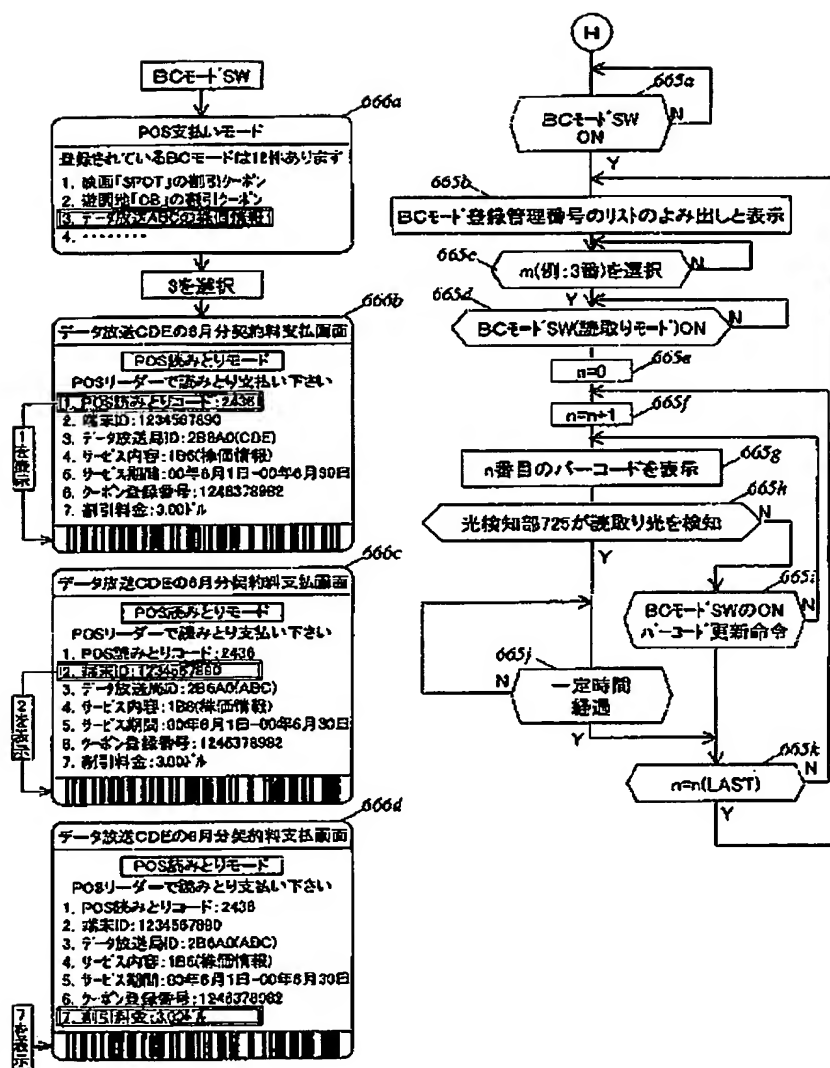 BCモードSW
666a
POS支払いモード
登録されているBCモードは12件あります
1. 映画「SPOT」の割引クーポン
2. 遊園地「OB」の割引クーポン
3. データ放送ABCの株価情報
4. ・・・・・・・・
3を選択
666b
データ放送CDEの6月分契約料支払画面
POS読みとりモード
POSリーダーで読みとり支払い下さい
1. POS読みとりコード:2436
2. 端末ID:1234567890
3. データ放送局ID:2B6A0(CDE)
4. サービス内容:1B6(株価情報)
5. サービス期間:00年6月1日-00年6月30日
6. クーポン登録番号:1246378982
7. 割引料金:3.00ドル
1を表示
666c
データ放送CDEの6月分契約料支払画面
POS読みとりモード
POSリーダーで読みとり支払い下さい
1. POS読みとりコード:2436
2. 端末ID:1234567890
3. データ放送局ID:2B6A0(ABC)
4. サービス内容:1B6(株価情報)
5. サービス期間:00年6月1日-00年6月30日
6. クーポン登録番号:1246378982
7. 割引料金:3.00ドル
2を表示
666d
データ放送CDEの6月分契約料支払画面
POS読みとりモード
POSリーダーで読みとり支払い下さい
1. POS読みとりコード:2436
2. 端末ID:1234567890
3. データ放送局ID:2B6A0(ABC)
4. サービス内容:1B6(株価情報)
5. サービス期間:00年6月1日-00年6月30日
6. クーポン登録番号:1246378982
7. 割引料金:3.00ドル
7を表示
H
665a
BCモードSW
ON
N
Y
665b
BCモード登録管理番号のリストのよみ出しと表示
665c
m(例:3番)を選択
N
Y
665d
BCモードSW(読取りモード)ON
N
n=0
665e
n=n+1
665f
n番目のバーコードを表示
665g
665h
光検知部725が読取り光を検知
N
Y
665i
BCモードSWのON
バーコード更新命令
N
665j
一定時間
経過
N
Y
665k
n=n(LAST)
N
Y